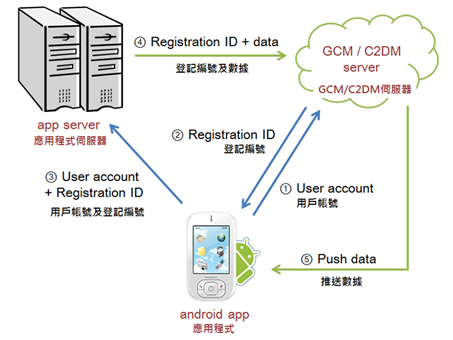 ④ Registration ID + data
登記編號及數據
GCM / C2DM
server
GCM/C2DM伺服器
app server
應用程式伺服器
② Registration ID
登記編號
③ User account
+ Registration ID
用戶帳號及登記編號
① User account
用戶帳號
⑤ Push data
推送數據
android app
應用程式